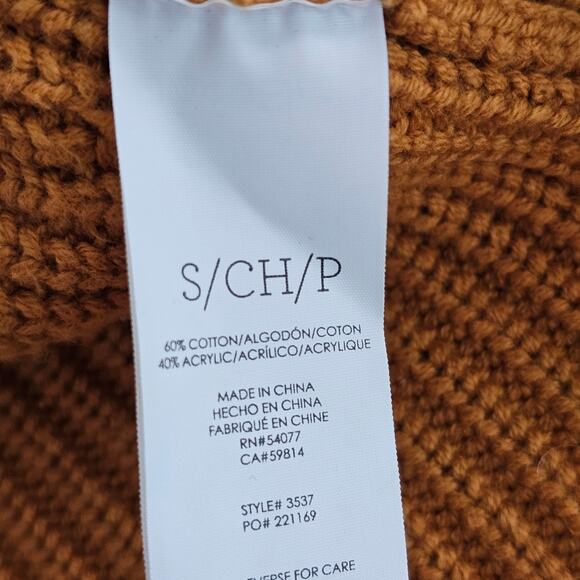 S/CH/P
60% COTTON/ALGODÓN/COTON
40% ACRYLIC/ACRÍLICO/ACRYLIQUE
MADE IN CHINA
HECHO EN CHINA
FABRIQUÉ EN CHINE
RN#54077
CA#59814
STYLE# 3537
PO# 221169
FOR CARE